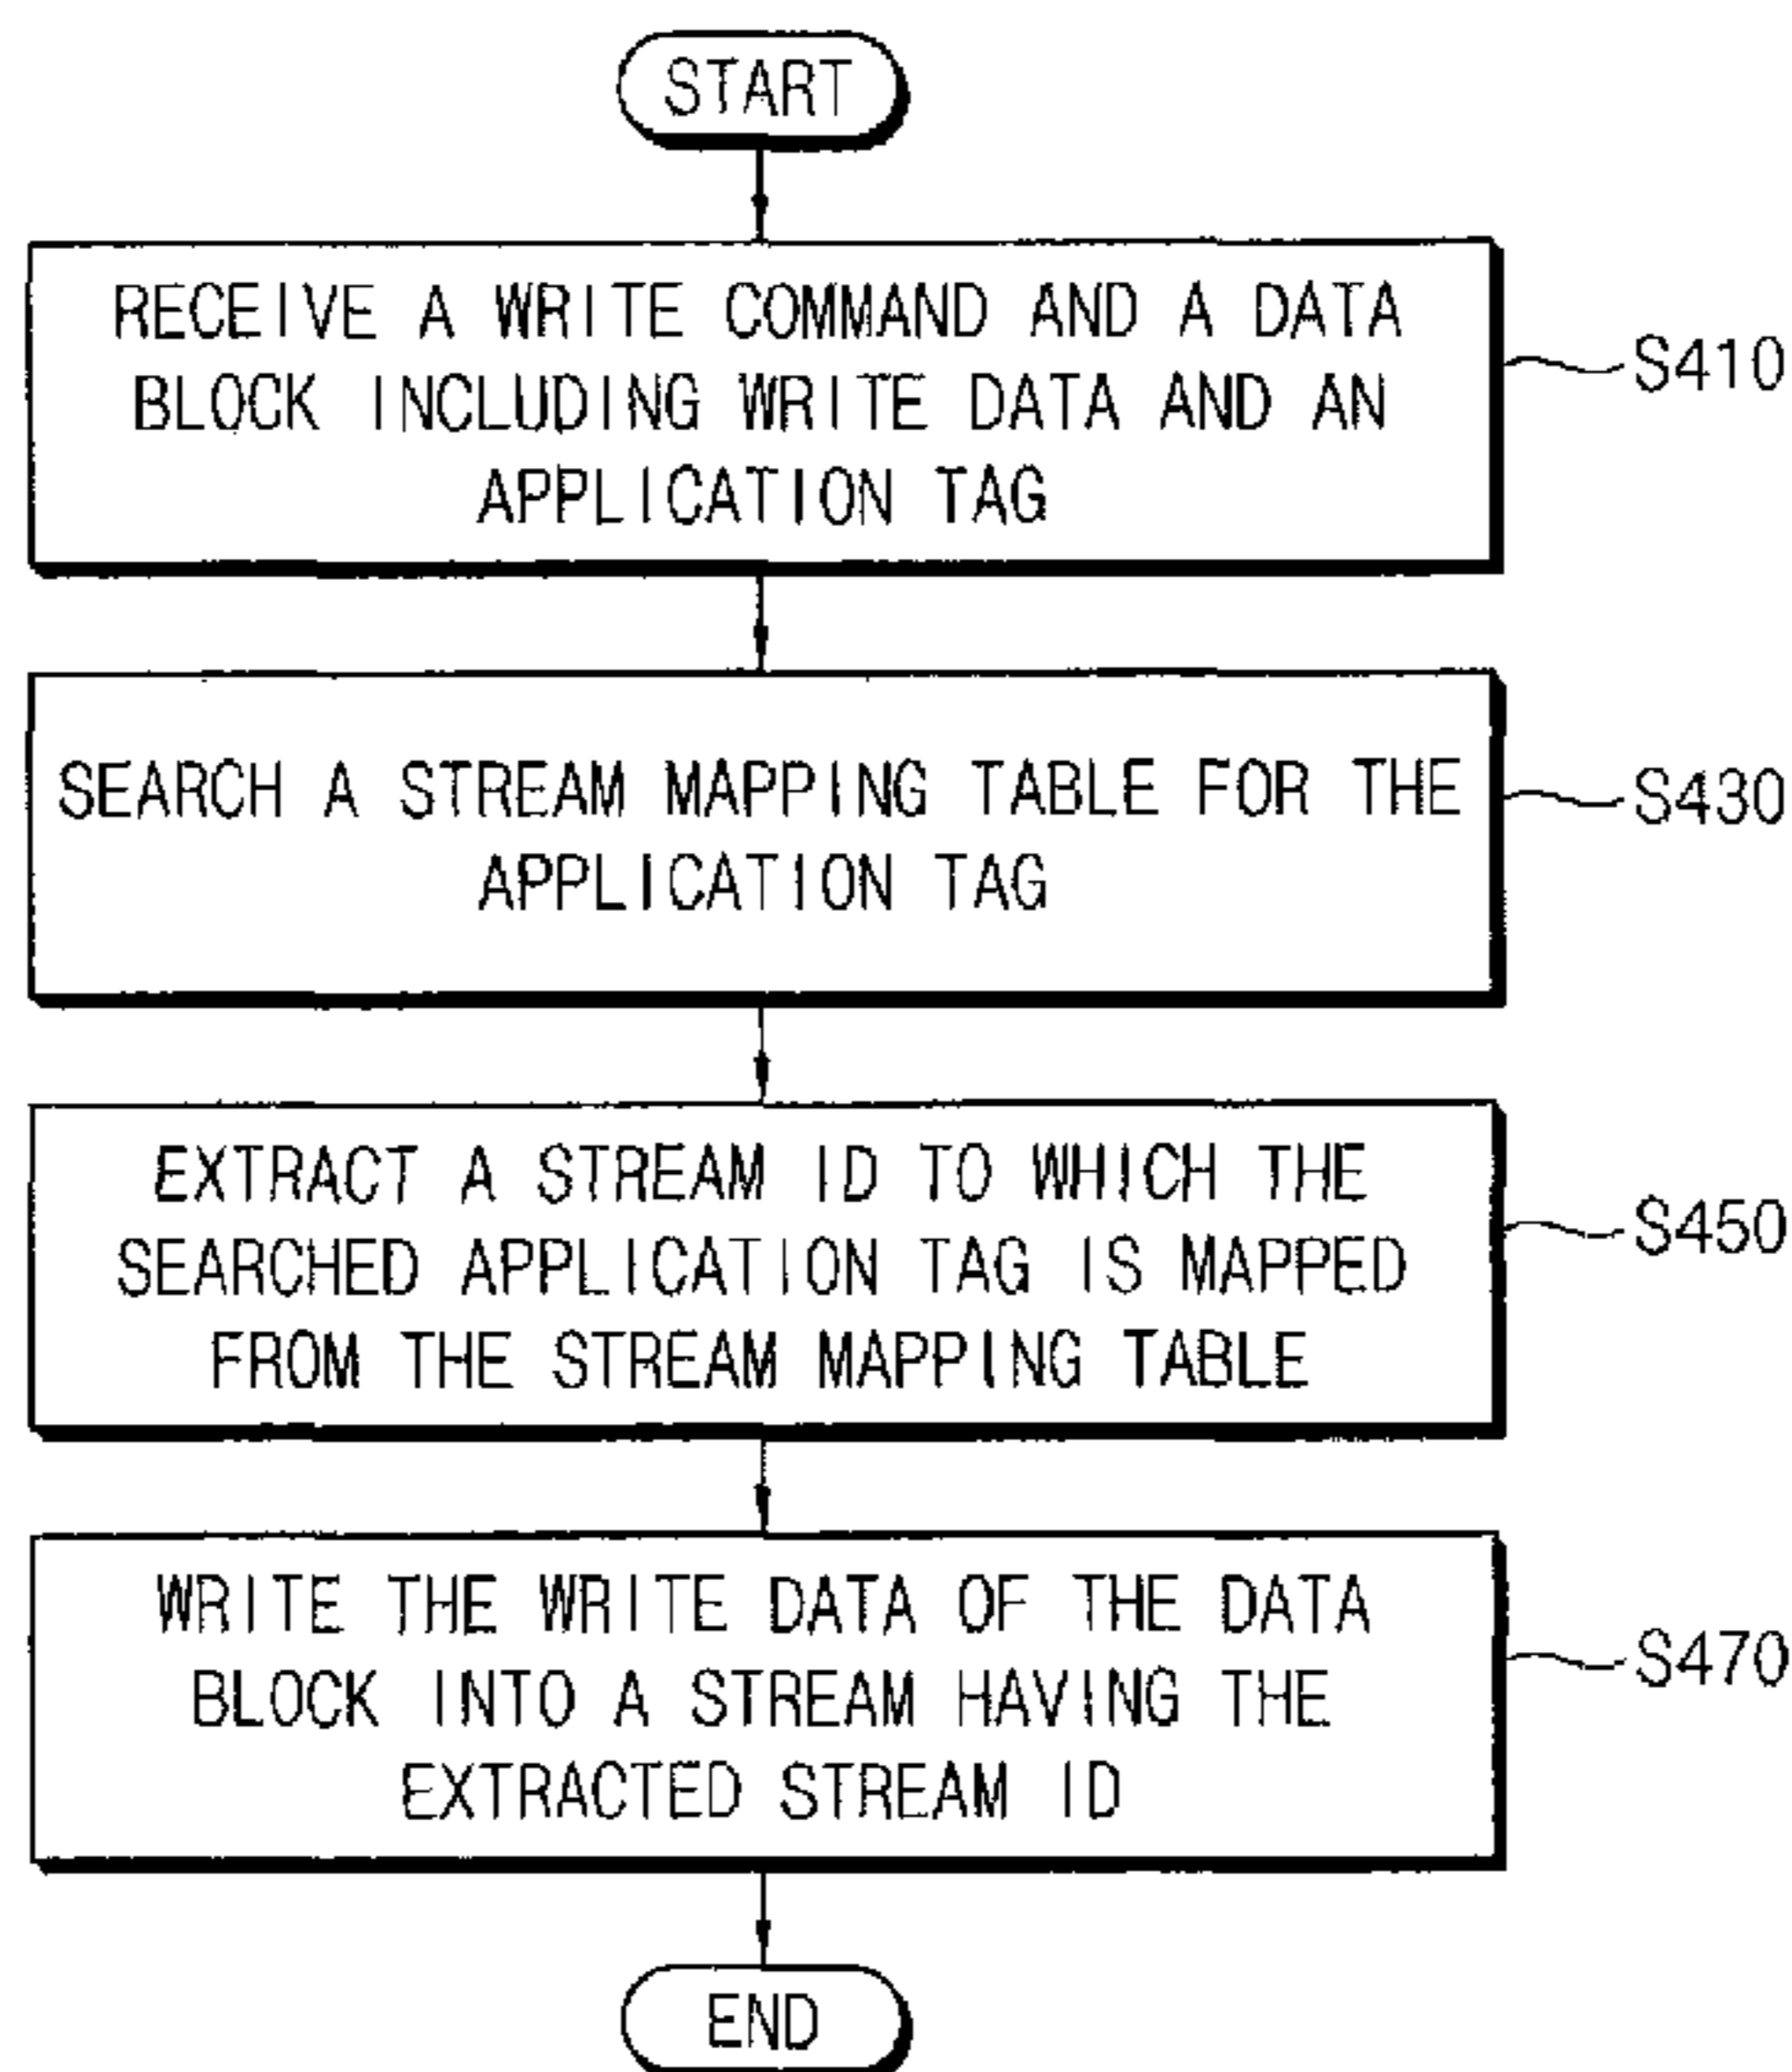 START
RECEIVE A WRITE COMMAND AND A DATA
BLOCK INCLUDING WRITE DATA AND AN
APPLICATION TAG
S410
SEARCH A STREAM MAPPING TABLE FOR THE
APPLICATION TAG
S430
EXTRACT A STREAM ID TO WHICH THE
SEARCHED APPLICATION TAG IS MAPPED
FROM THE STREAM MAPPING TABLE
S450
WRITE THE WRITE DATA OF THE DATA
BLOCK INTO A STREAM HAVING THE
EXTRACTED STREAM ID
S470
END